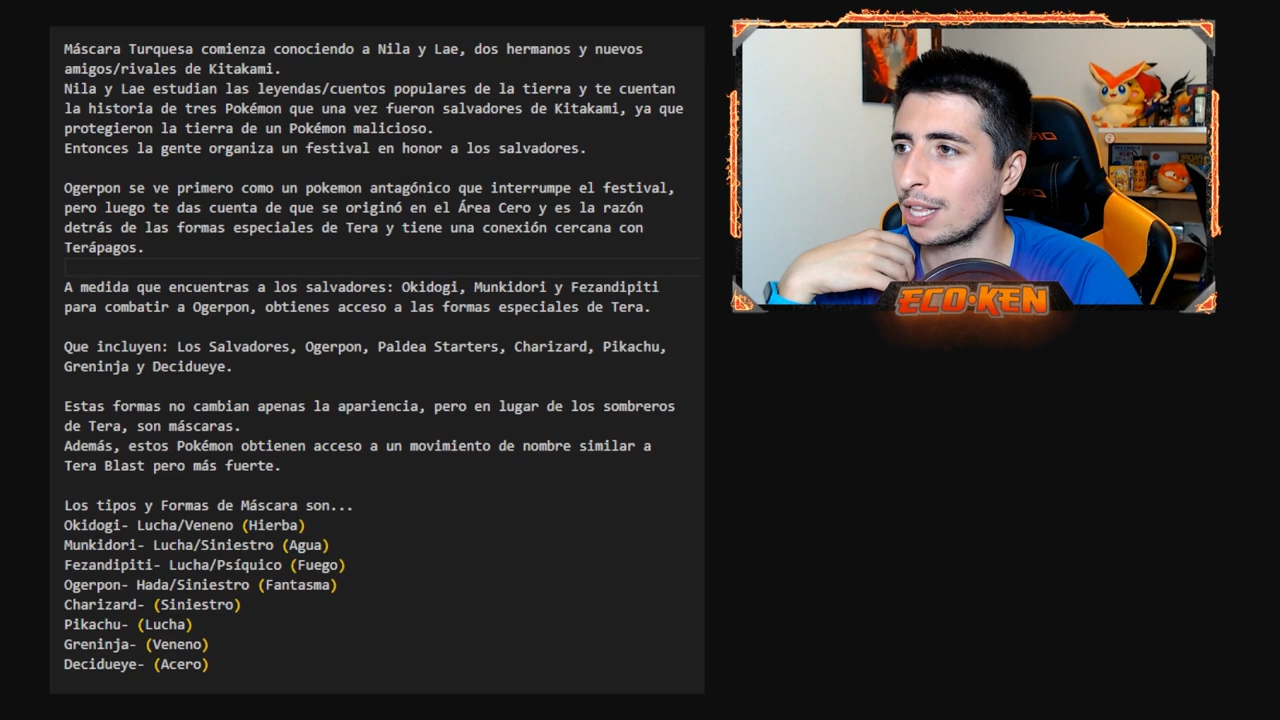 Máscara Turquesa comienza conociendo a Nila y Lae, dos hermanos y nuevos
amigos/rivales de Kitakami.
Nila y Lae estudian las leyendas/cuentos populares de la tierra y te cuentan
la historia de tres Pokémon que una vez fueron salvadores de Kitakami, ya que
protegieron la tierra de un Pokémon malicioso.
Entonces la gente organiza un festival en honor a los salvadores.
Ogerpon se ve primero como un pokemon antagónico que interrumpe el festival,
pero luego te das cuenta de que se originó en el Área Cero y es la razón
detrás de las formas especiales de Tera y tiene una conexión cercana con
Terápagos.
A medida que encuentras a los salvadores: Okidogi, Munkidori y Fezandipiti
para combatir a Ogerpon, obtienes acceso a las formas especiales de Tera.
Que incluyen: Los Salvadores, Ogerpon, Paldea Starters, Charizard, Pikachu,
Greninja y Decidueye.
Estas formas no cambian apenas la apariencia, pero en lugar de los sombreros
de Tera, son máscaras.
Además, estos Pokémon obtienen acceso a un movimiento de nombre similar a
Tera Blast pero más fuerte.
Los tipos y Formas de Máscara son...
Okidogi- Lucha/Veneno (Hierba)
Munkidori- Lucha/Siniestro (Agua)
Fezandipiti- Lucha/Psíquico (Fuego)
Ogerpon- Hada/Siniestro (Fantasma)
Charizard- (Siniestro)
Pikachu- (Lucha)
Greninja- (Veneno)
Decidueye- (Acero)
ECO·KEN